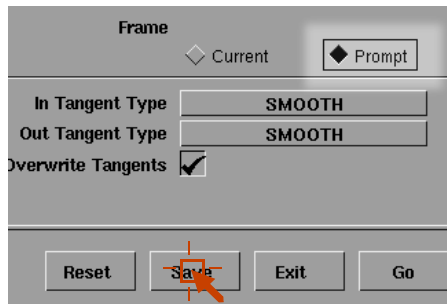 Frame
Current Prompt
In Tangent Type SMOOTH
Out Tangent Type SMOOTH
Overwrite Tangents
Reset Save Exit Go